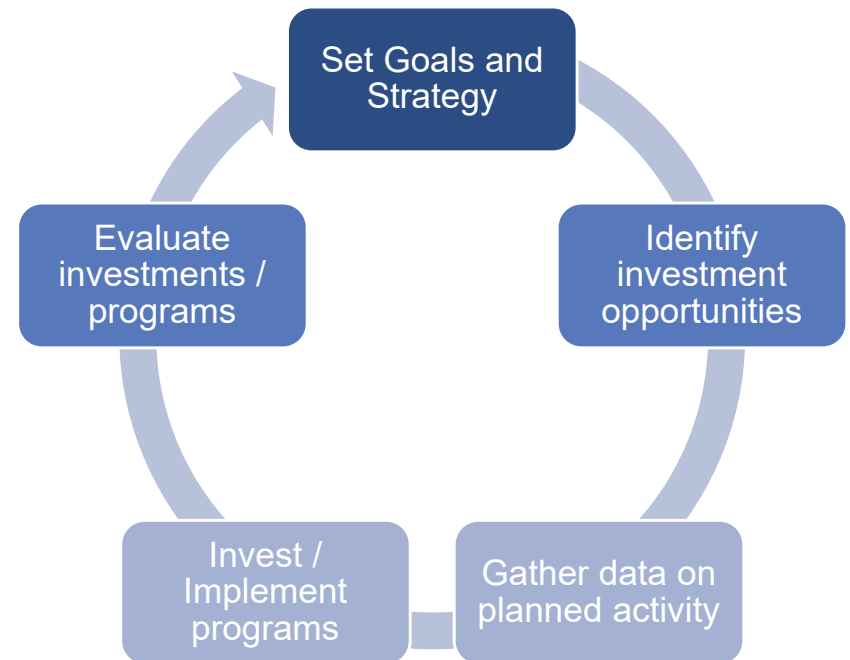 Set Goals and
Strategy
Identify
investment
opportunities
Gather data on
planned activity
Invest /
Implement
programs
Evaluate
investments /
programs